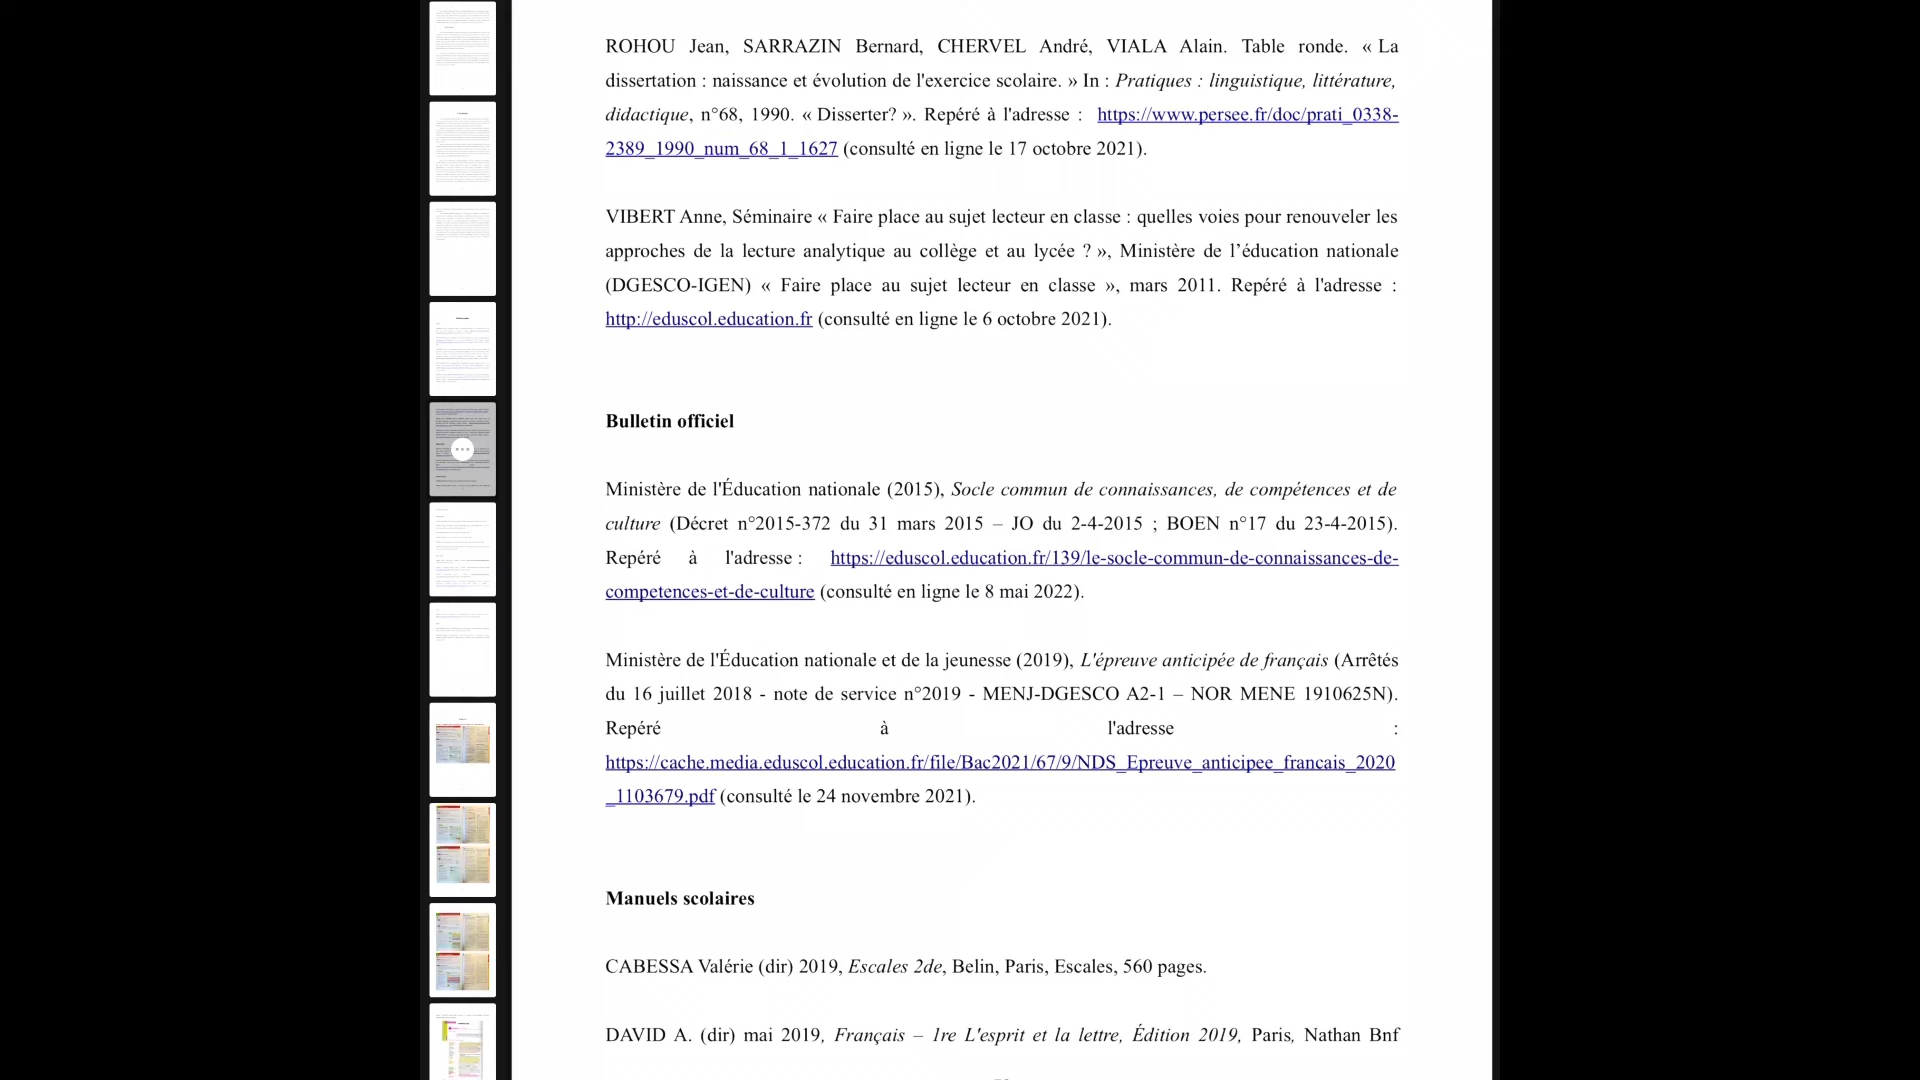 ROHOU Jean, SARRAZIN Bernard, CHERVEL André, VIALA Alain. Table ronde. « La
dissertation : naissance et évolution de l'exercice scolaire. » In : Pratiques : linguistique, littérature,
didactique, n°68, 1990. « Disserter? ». Repéré à l'adresse : https://www.persee.fr/doc/prati_0338-
2389_1990_num_68_1_1627 (consulté en ligne le 17 octobre 2021).
VIBERT Anne, Séminaire « Faire place au sujet lecteur en classe : quelles voies pour renouveler les
approches de la lecture analytique au collège et au lycée ? », Ministère de l’éducation nationale
(DGESCO-IGEN) « Faire place au sujet lecteur en classe », mars 2011. Repéré à l'adresse :
http://eduscol.education.fr (consulté en ligne le 6 octobre 2021).
Bulletin officiel
Ministère de l'Éducation nationale (2015), Socle commun de connaissances, de compétences et de
culture (Décret n°2015-372 du 31 mars 2015 – JO du 2-4-2015 ; BOEN n°17 du 23-4-2015).
Repéré à l'adresse : https://eduscol.education.fr/139/le-socle-commun-de-connaissances-de-
competences-et-de-culture (consulté en ligne le 8 mai 2022).
Ministère de l'Éducation nationale et de la jeunesse (2019), L'épreuve anticipée de français (Arrêtés
du 16 juillet 2018 - note de service n°2019 - MENJ-DGESCO A2-1 – NOR MENE 1910625N).
Repéré à l'adresse :
https://cache.media.eduscol.education.fr/file/Bac2021/67/9/NDS_Epreuve_anticipee_francais_2020
_1103679.pdf (consulté le 24 novembre 2021).
Manuels scolaires
CABESSA Valérie (dir) 2019, Escales 2de, Belin, Paris, Escales, 560 pages.
DAVID A. (dir) mai 2019, Français – 1re L'esprit et la lettre, Édition 2019, Paris, Nathan Bnf